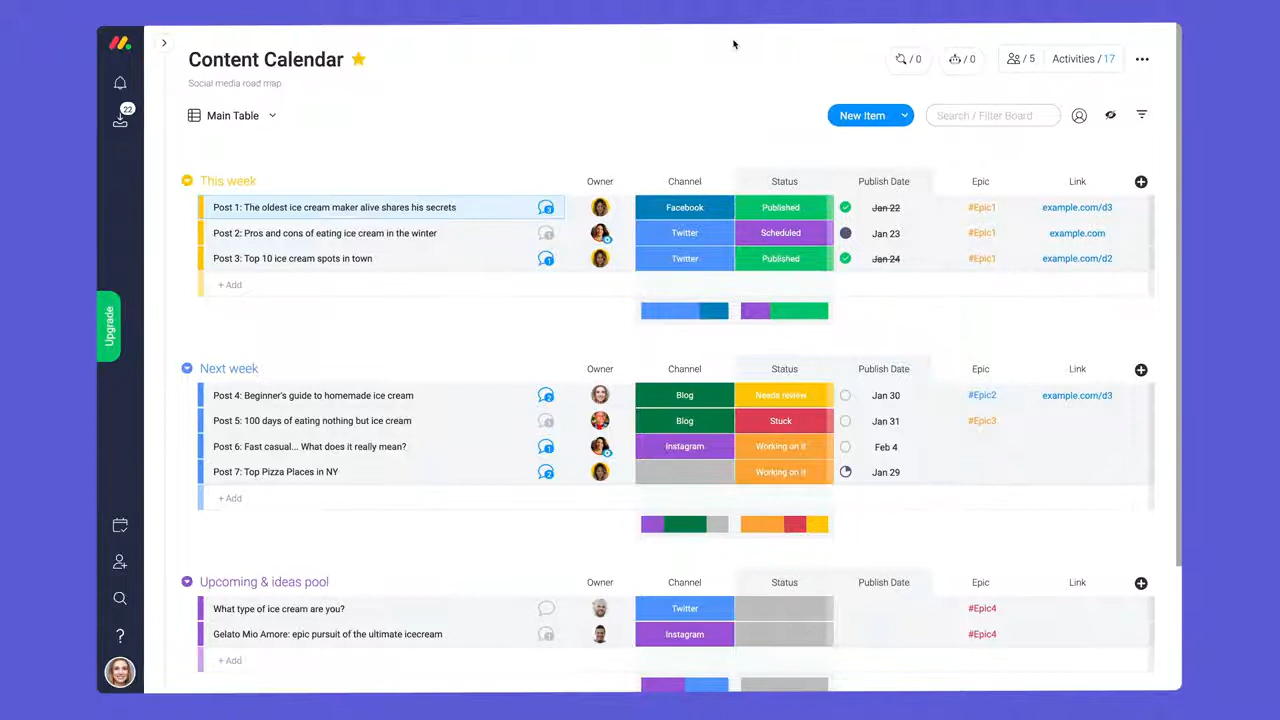 Content Calendar
Social media road map
/ 0
/ 0
/ 5
Activities / 17
22
Main Table
New Item
Search / Filter Board
This week
Owner
Channel
Status
Publish Date
Epic
Link
Post 1: The oldest ice cream maker alive shares his secrets
Facebook
Published
Jan 22
#Epic1
example.com/d3
Post 2: Pros and cons of eating ice cream in the winter
Twitter
Scheduled
Jan 23
#Epic1
example.com
Post 3: Top 10 ice cream spots in town
Twitter
Published
Jan 24
#Epic1
example.com/d2
+ Add
Upgrade
Next week
Owner
Channel
Status
Publish Date
Epic
Link
Post 4: Beginner's guide to homemade ice cream
Blog
Needs review
Jan 30
#Epic2
example.com/d3
Post 5: 100 days of eating nothing but ice cream
Blog
Stuck
Jan 31
#Epic3
Post 6: Fast casual... What does it really mean?
Instagram
Working on it
Feb 4
Post 7: Top Pizza Places in NY
Working on it
Jan 29
+ Add
Upcoming & ideas pool
Owner
Channel
Status
Publish Date
Epic
Link
What type of ice cream are you?
Twitter
#Epic4
Gelato Mio Amore: epic pursuit of the ultimate icecream
Instagram
#Epic4
+ Add